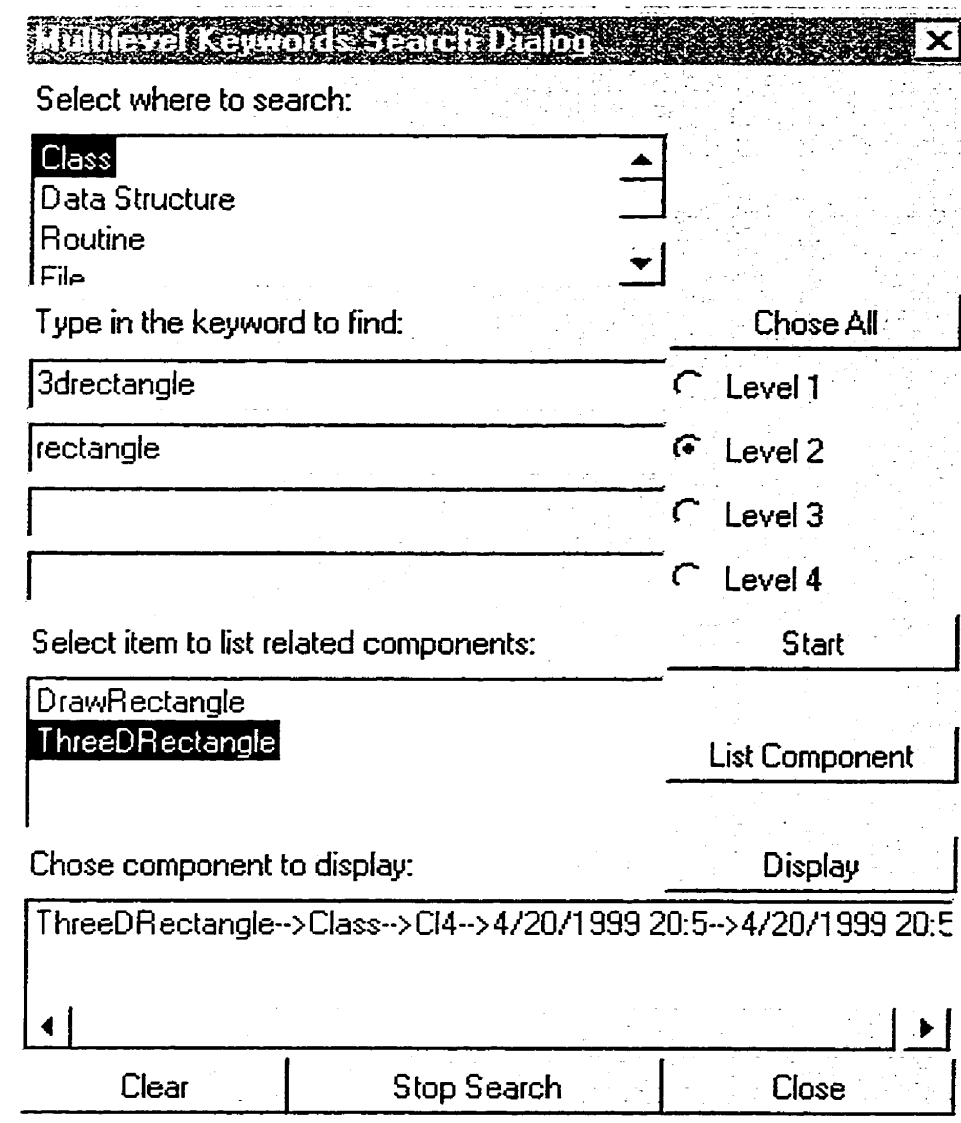 Multilevel Keywords Search Dialog
Select where to search:
Class
Data Structure
Routine
File
Type in the keyword to find:
Chose All
3drectangle
Level 1
rectangle
Level 2
Level 3
Level 4
Select item to list related components:
Start
DrawRectangle
ThreeDRectangle
List Component
Chose component to display:
Display
ThreeDRectangle-->Class-->Cl4-->4/20/1999 20:5-->4/20/1999 20:5
Clear
Stop Search
Close